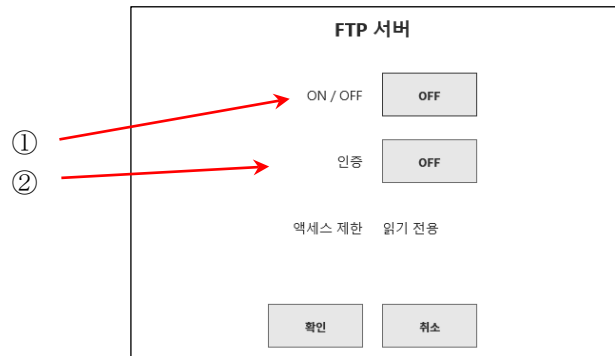 FTP 서버
ON / OFF OFF
①
인증 OFF
②
액세스 제한 읽기 전용
확인 취소